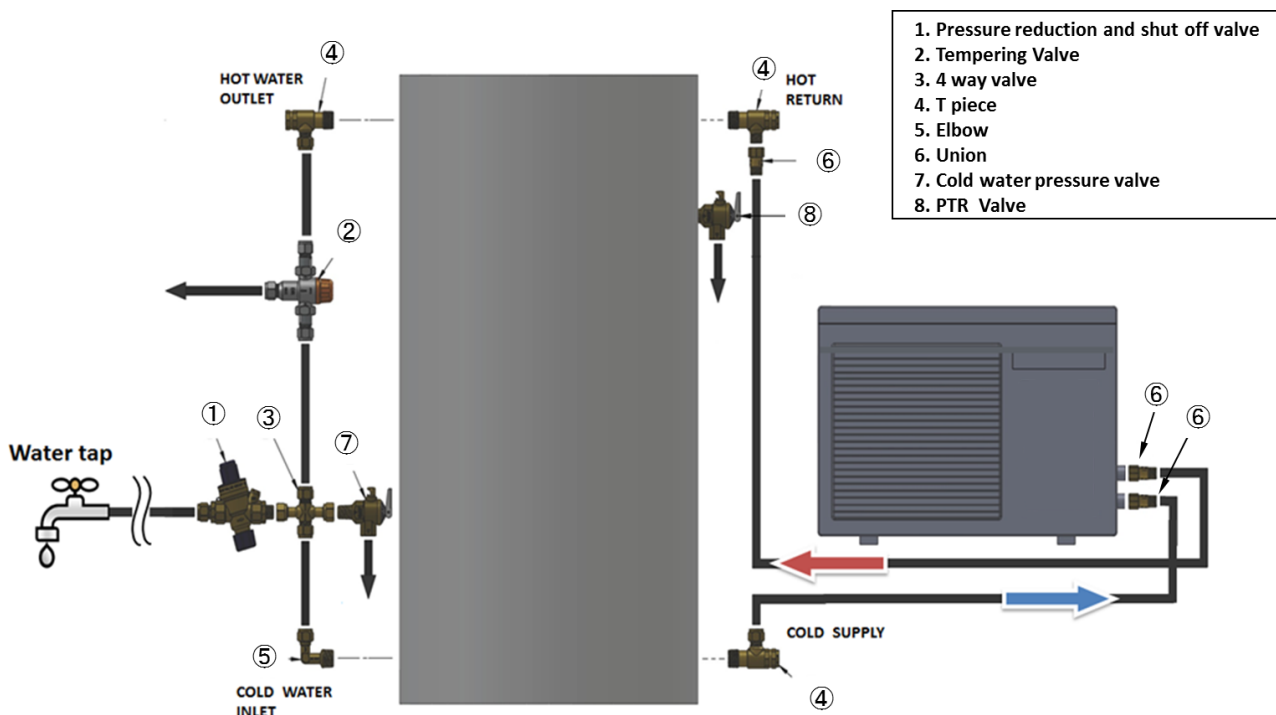 1. Pressure reduction and shut off valve
2. Tempering Valve
3. 4 way valve
4. T piece
5. Elbow
6. Union
7. Cold water pressure valve
8. PTR Valve
④
HOT WATER
OUTLET
④
HOT
RETURN
⑥
⑧
②
①
③
⑦
Water tap
⑥
⑥
⑤
COLD WATER
INLET
COLD SUPPLY
④